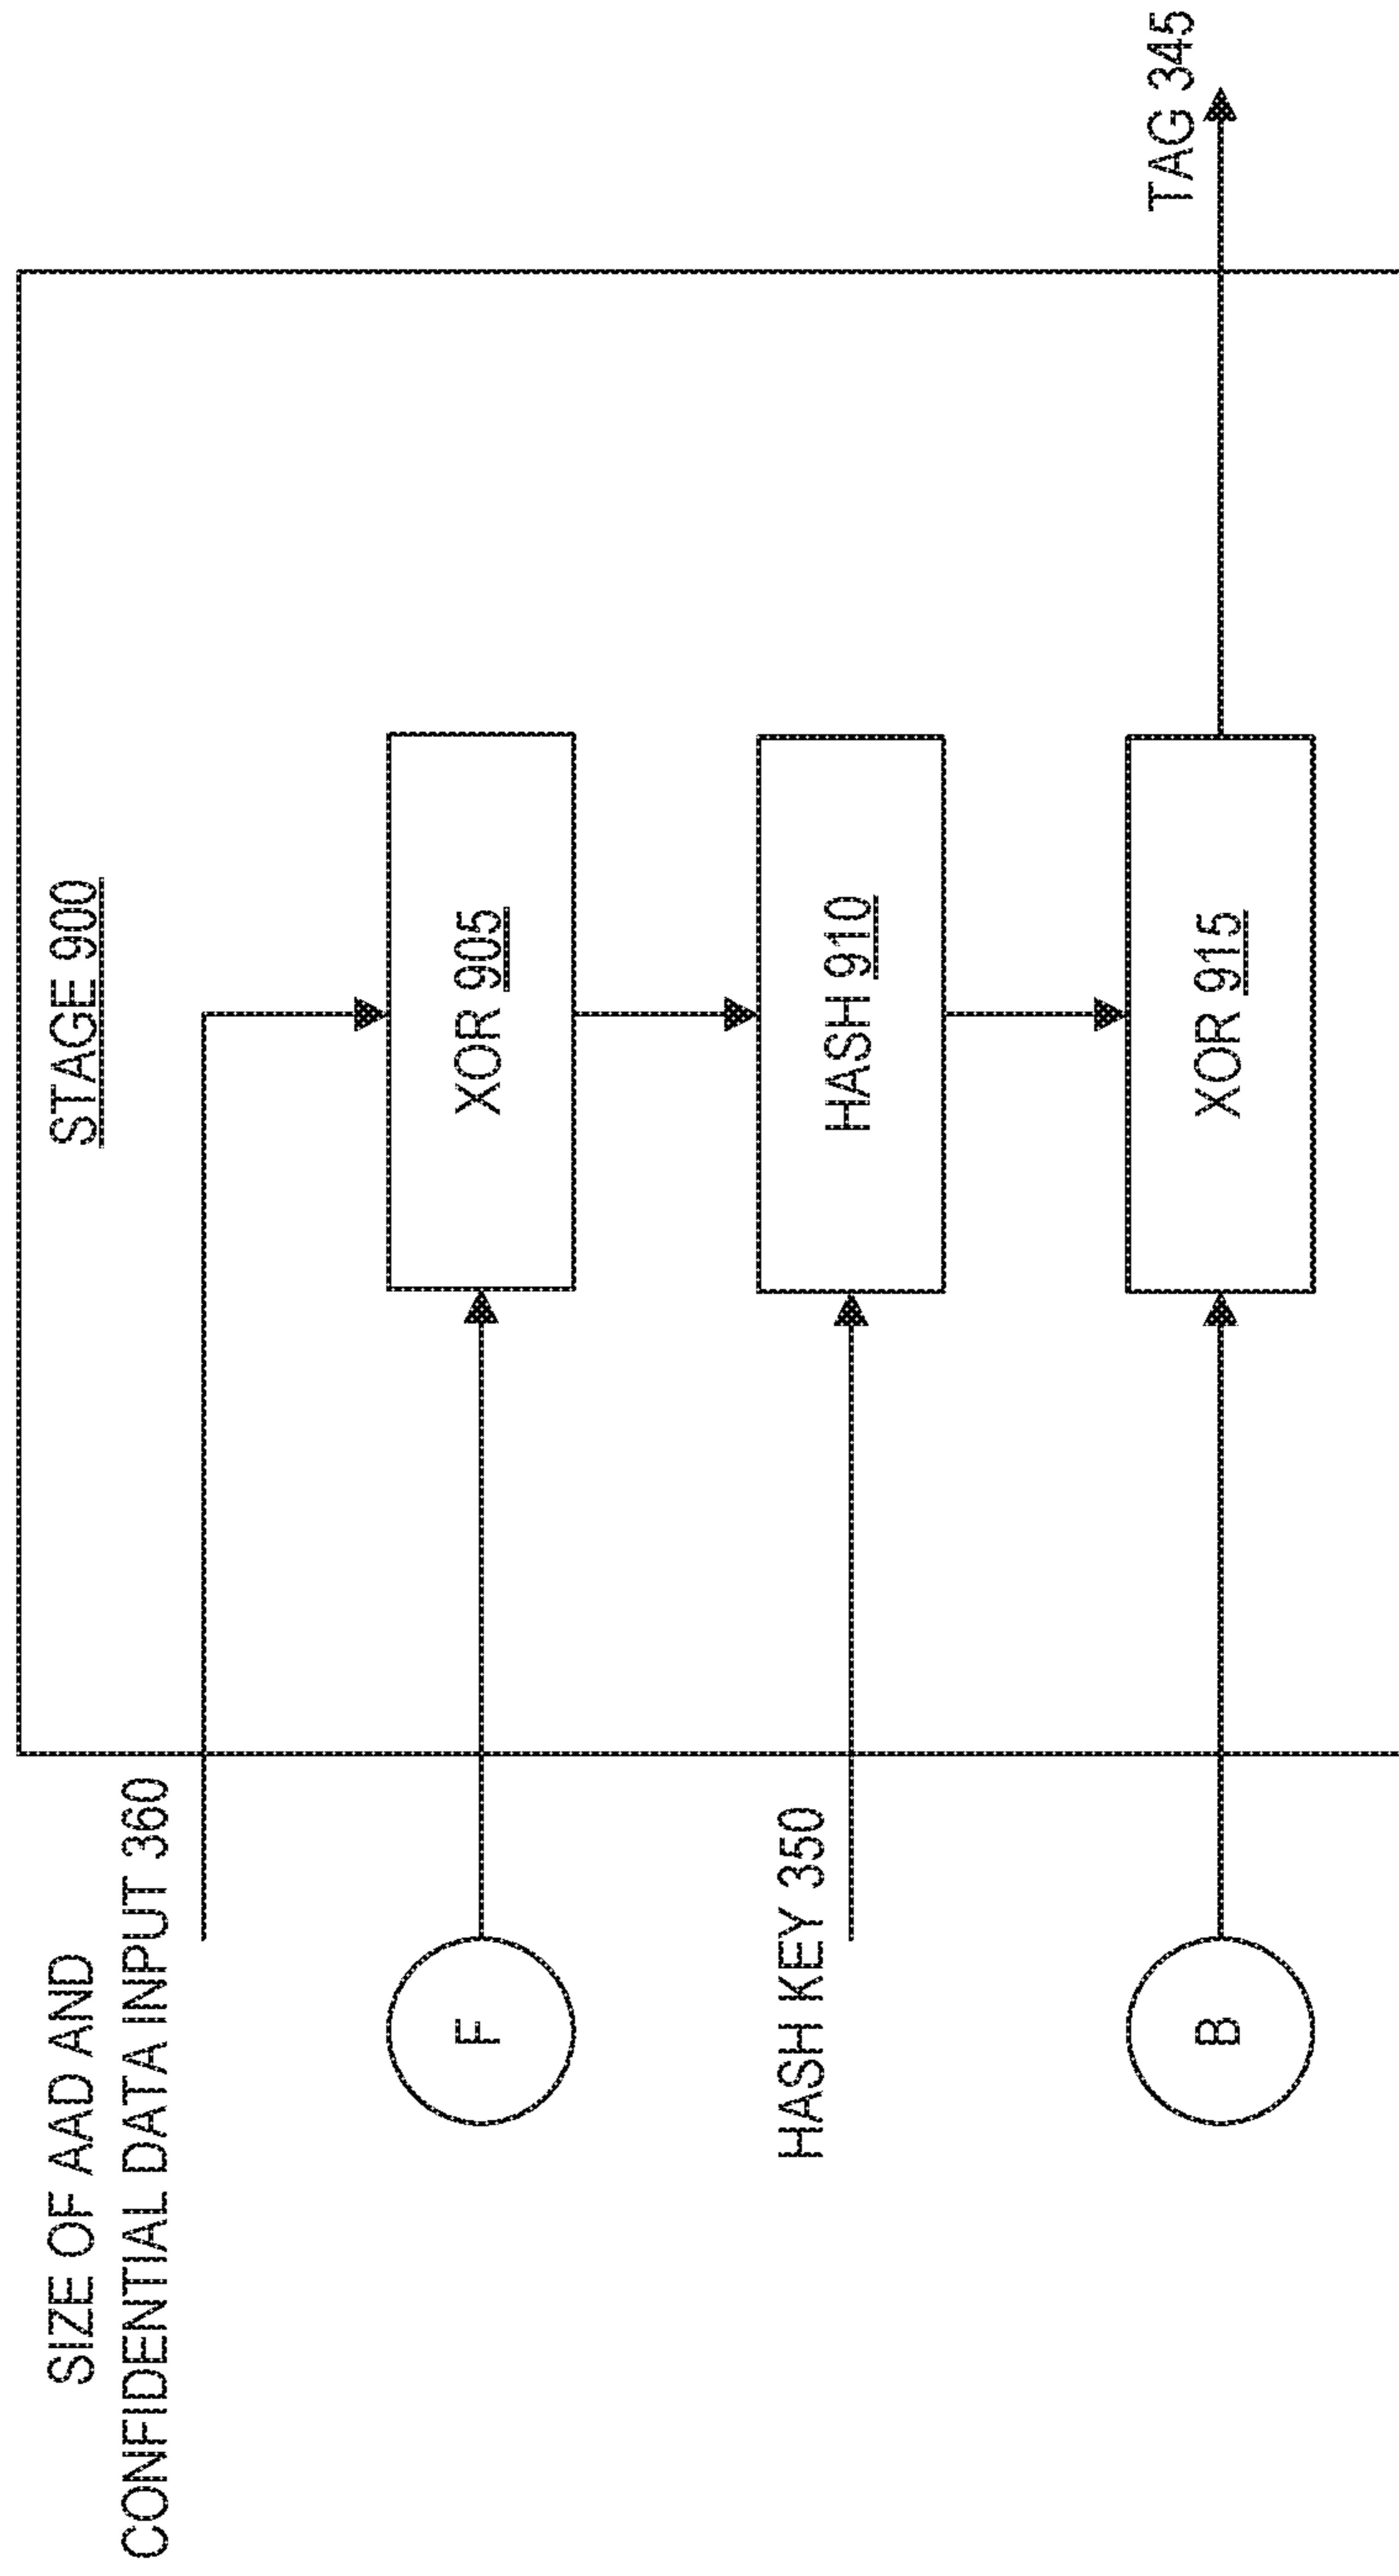 STAGE 900
SIZE OF AAD AND
CONFIDENTIAL DATA INPUT 360
F
XOR 905
HASH KEY 350
HASH 910
B
XOR 915
TAG 345